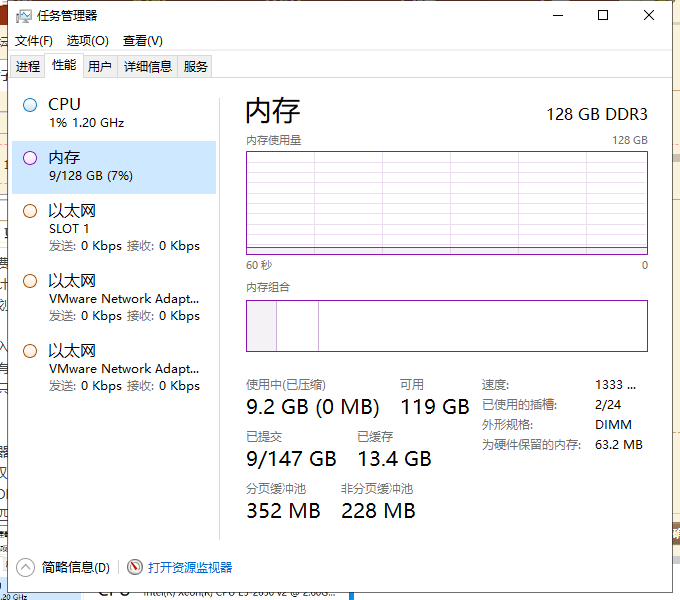 任务管理器
文件(F) 选项(O) 查看(V)
进程 性能 用户 详细信息 服务
CPU
1% 1.20 GHz
内存
9/128 GB (7%)
以太网
SLOT 1
发送: 0 Kbps 接收: 0 Kbps
以太网
VMware Network Adapt...
发送: 0 Kbps 接收: 0 Kbps
以太网
VMware Network Adapt...
发送: 0 Kbps 接收: 0 Kbps
内存 128 GB DDR3
内存使用量 128 GB
60 秒 0
内存组合
使用中(已压缩) 可用
9.2 GB (0 MB) 119 GB
已提交 已缓存
9/147 GB 13.4 GB
分页缓冲池 非分页缓冲池
352 MB 228 MB
速度: 1333 ...
已使用的插槽: 2/24
外形规格: DIMM
为硬件保留的内存: 63.2 MB
简略信息(D) 打开资源监视器